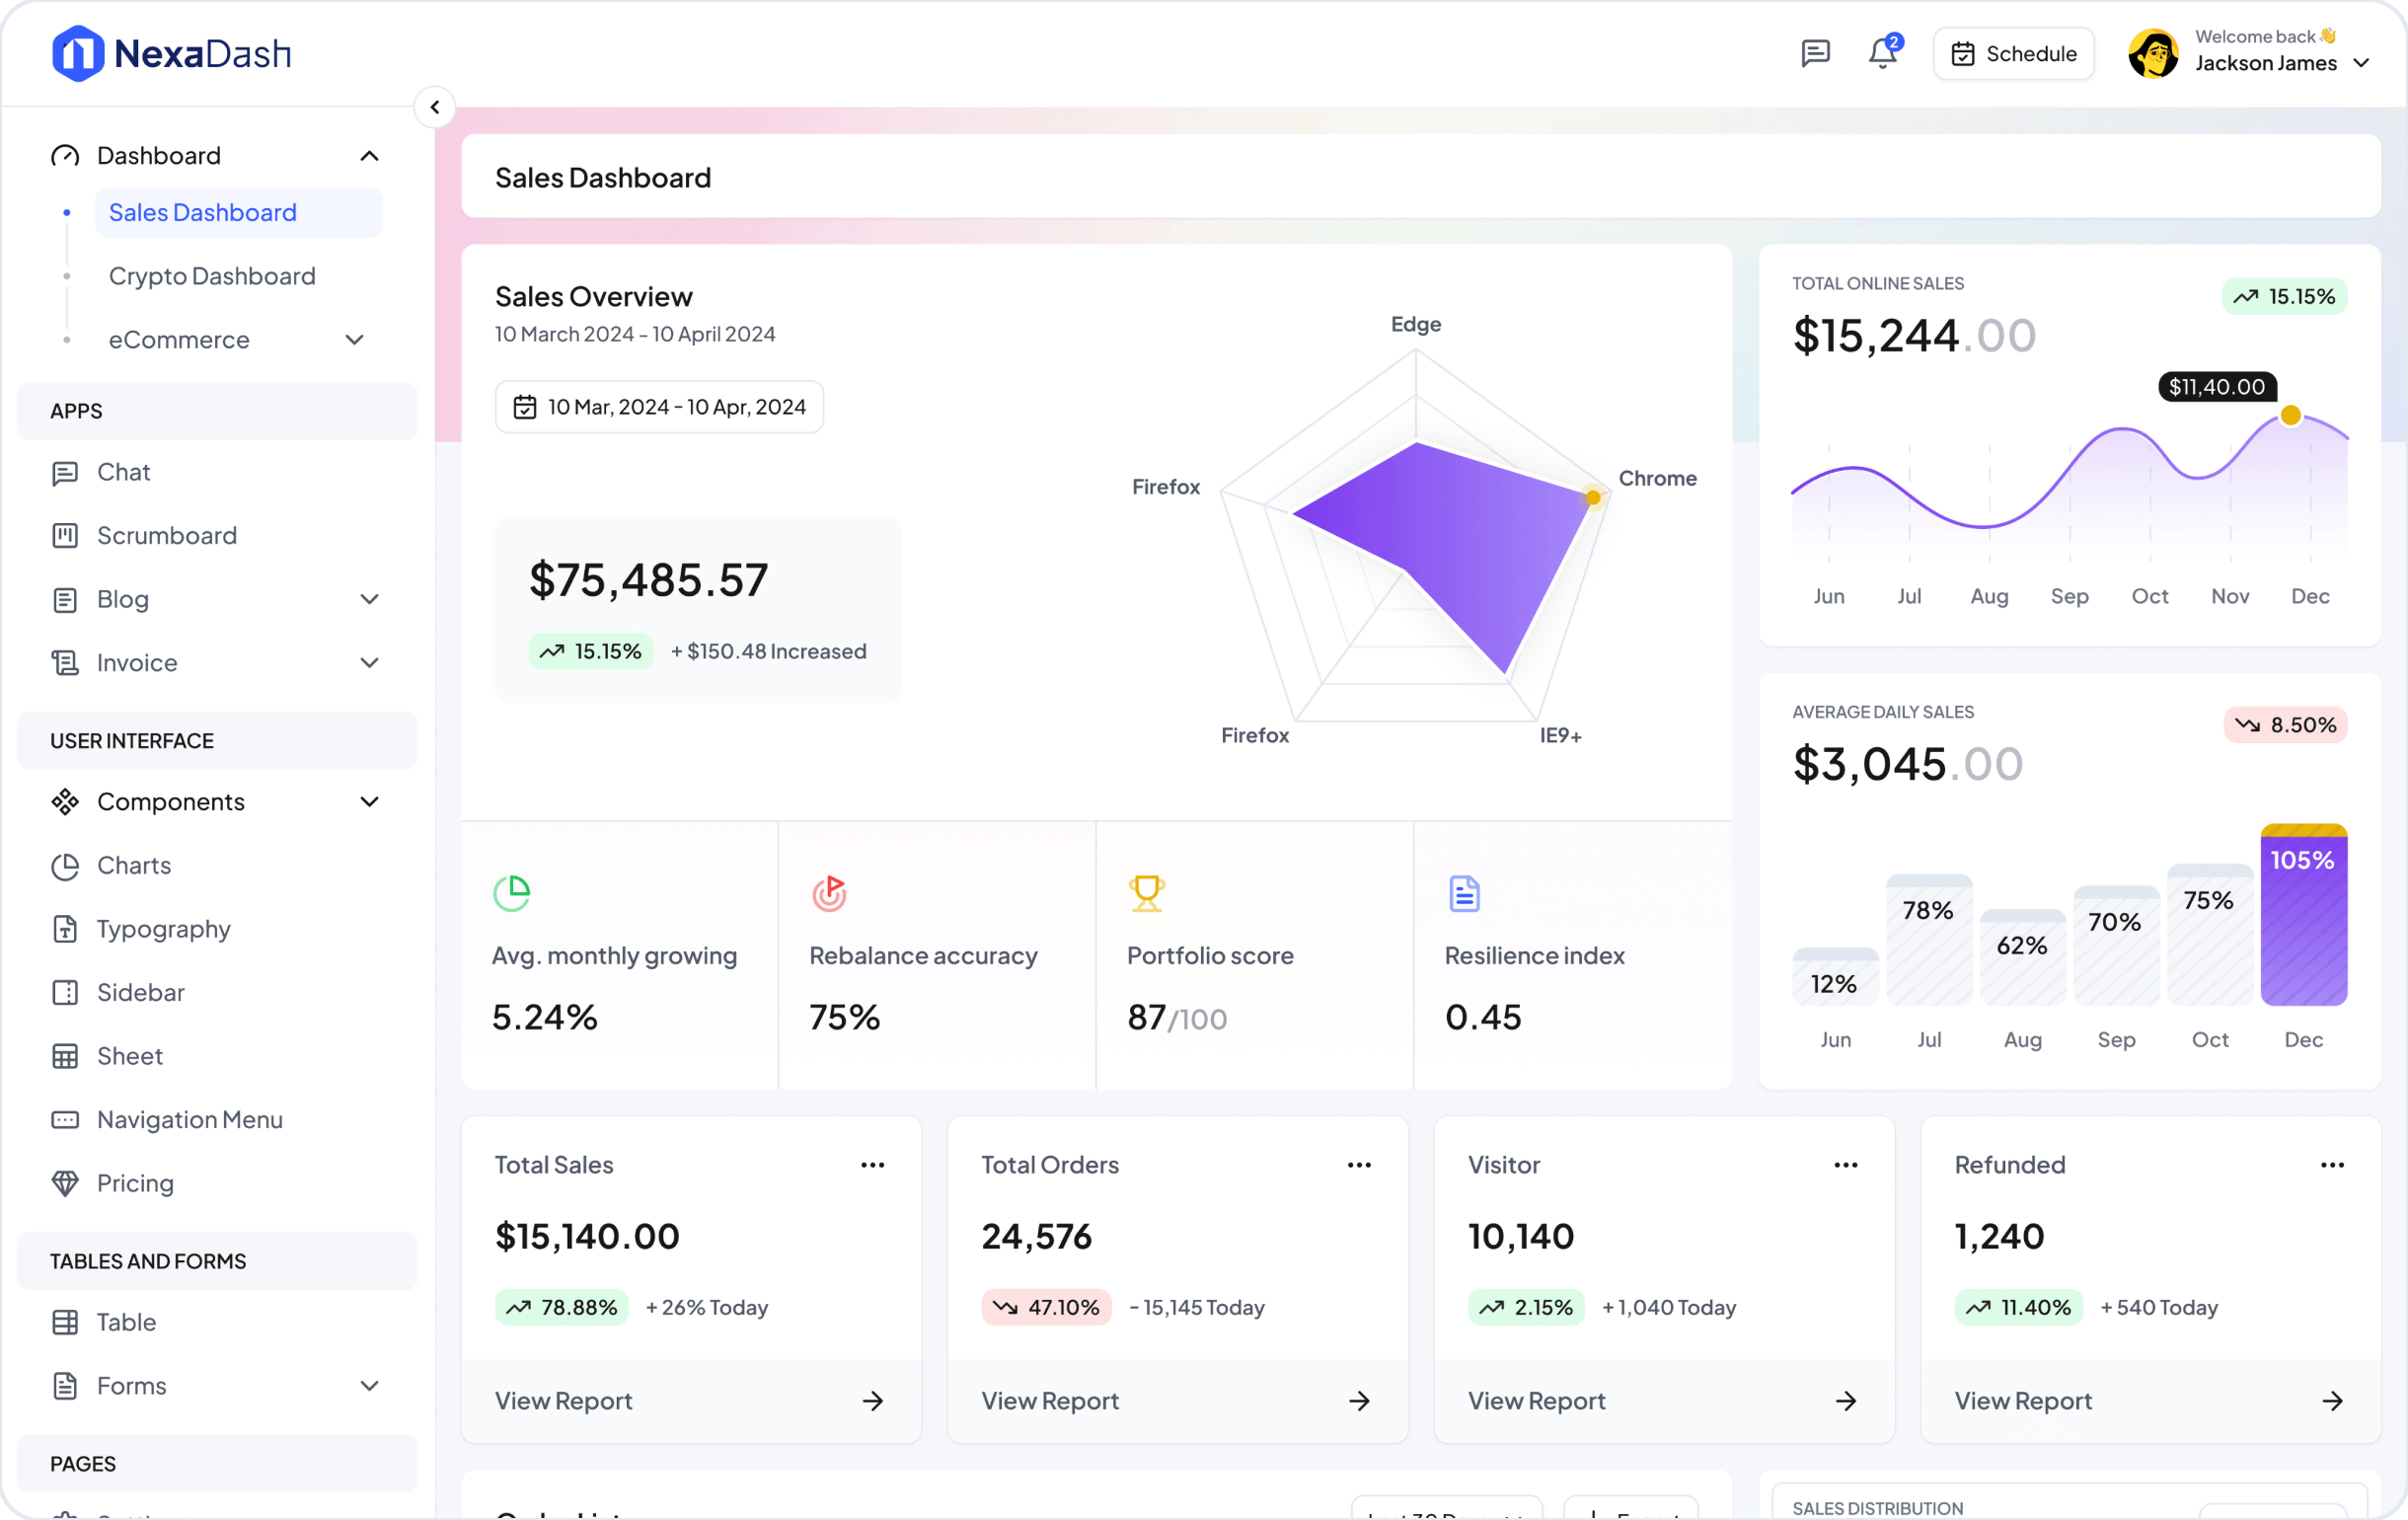 NexaDash
2
Schedule
Welcome back👋
Jackson James
Dashboard
Sales Dashboard
Crypto Dashboard
eCommerce
APPS
Chat
Scrumboard
Blog
Invoice
USER INTERFACE
Components
Charts
Typography
Sidebar
Sheet
Navigation Menu
Pricing
TABLES AND FORMS
Table
Forms
PAGES
Sales Dashboard
Sales Overview
10 March 2024 - 10 April 2024
10 Mar, 2024 - 10 Apr, 2024
$75,485.57
15.15% + $150.48 Increased
Edge
Chrome
Firefox
Firefox
IE9+
Avg. monthly growing
5.24%
Rebalance accuracy
75%
Portfolio score
87/100
Resilience index
0.45
TOTAL ONLINE SALES
15.15%
$15,244.00
$11,40.00
Jun Jul Aug Sep Oct Nov Dec
AVERAGE DAILY SALES
8.50%
$3,045.00
12% 78% 62% 70% 75% 105%
Jun Jul Aug Sep Oct Dec
Total Sales
$15,140.00
78.88% + 26% Today
View Report
Total Orders
24,576
47.10% - 15,145 Today
View Report
Visitor
10,140
2.15% + 1,040 Today
View Report
Refunded
1,240
11.40% + 540 Today
View Report
SALES DISTRIBUTION